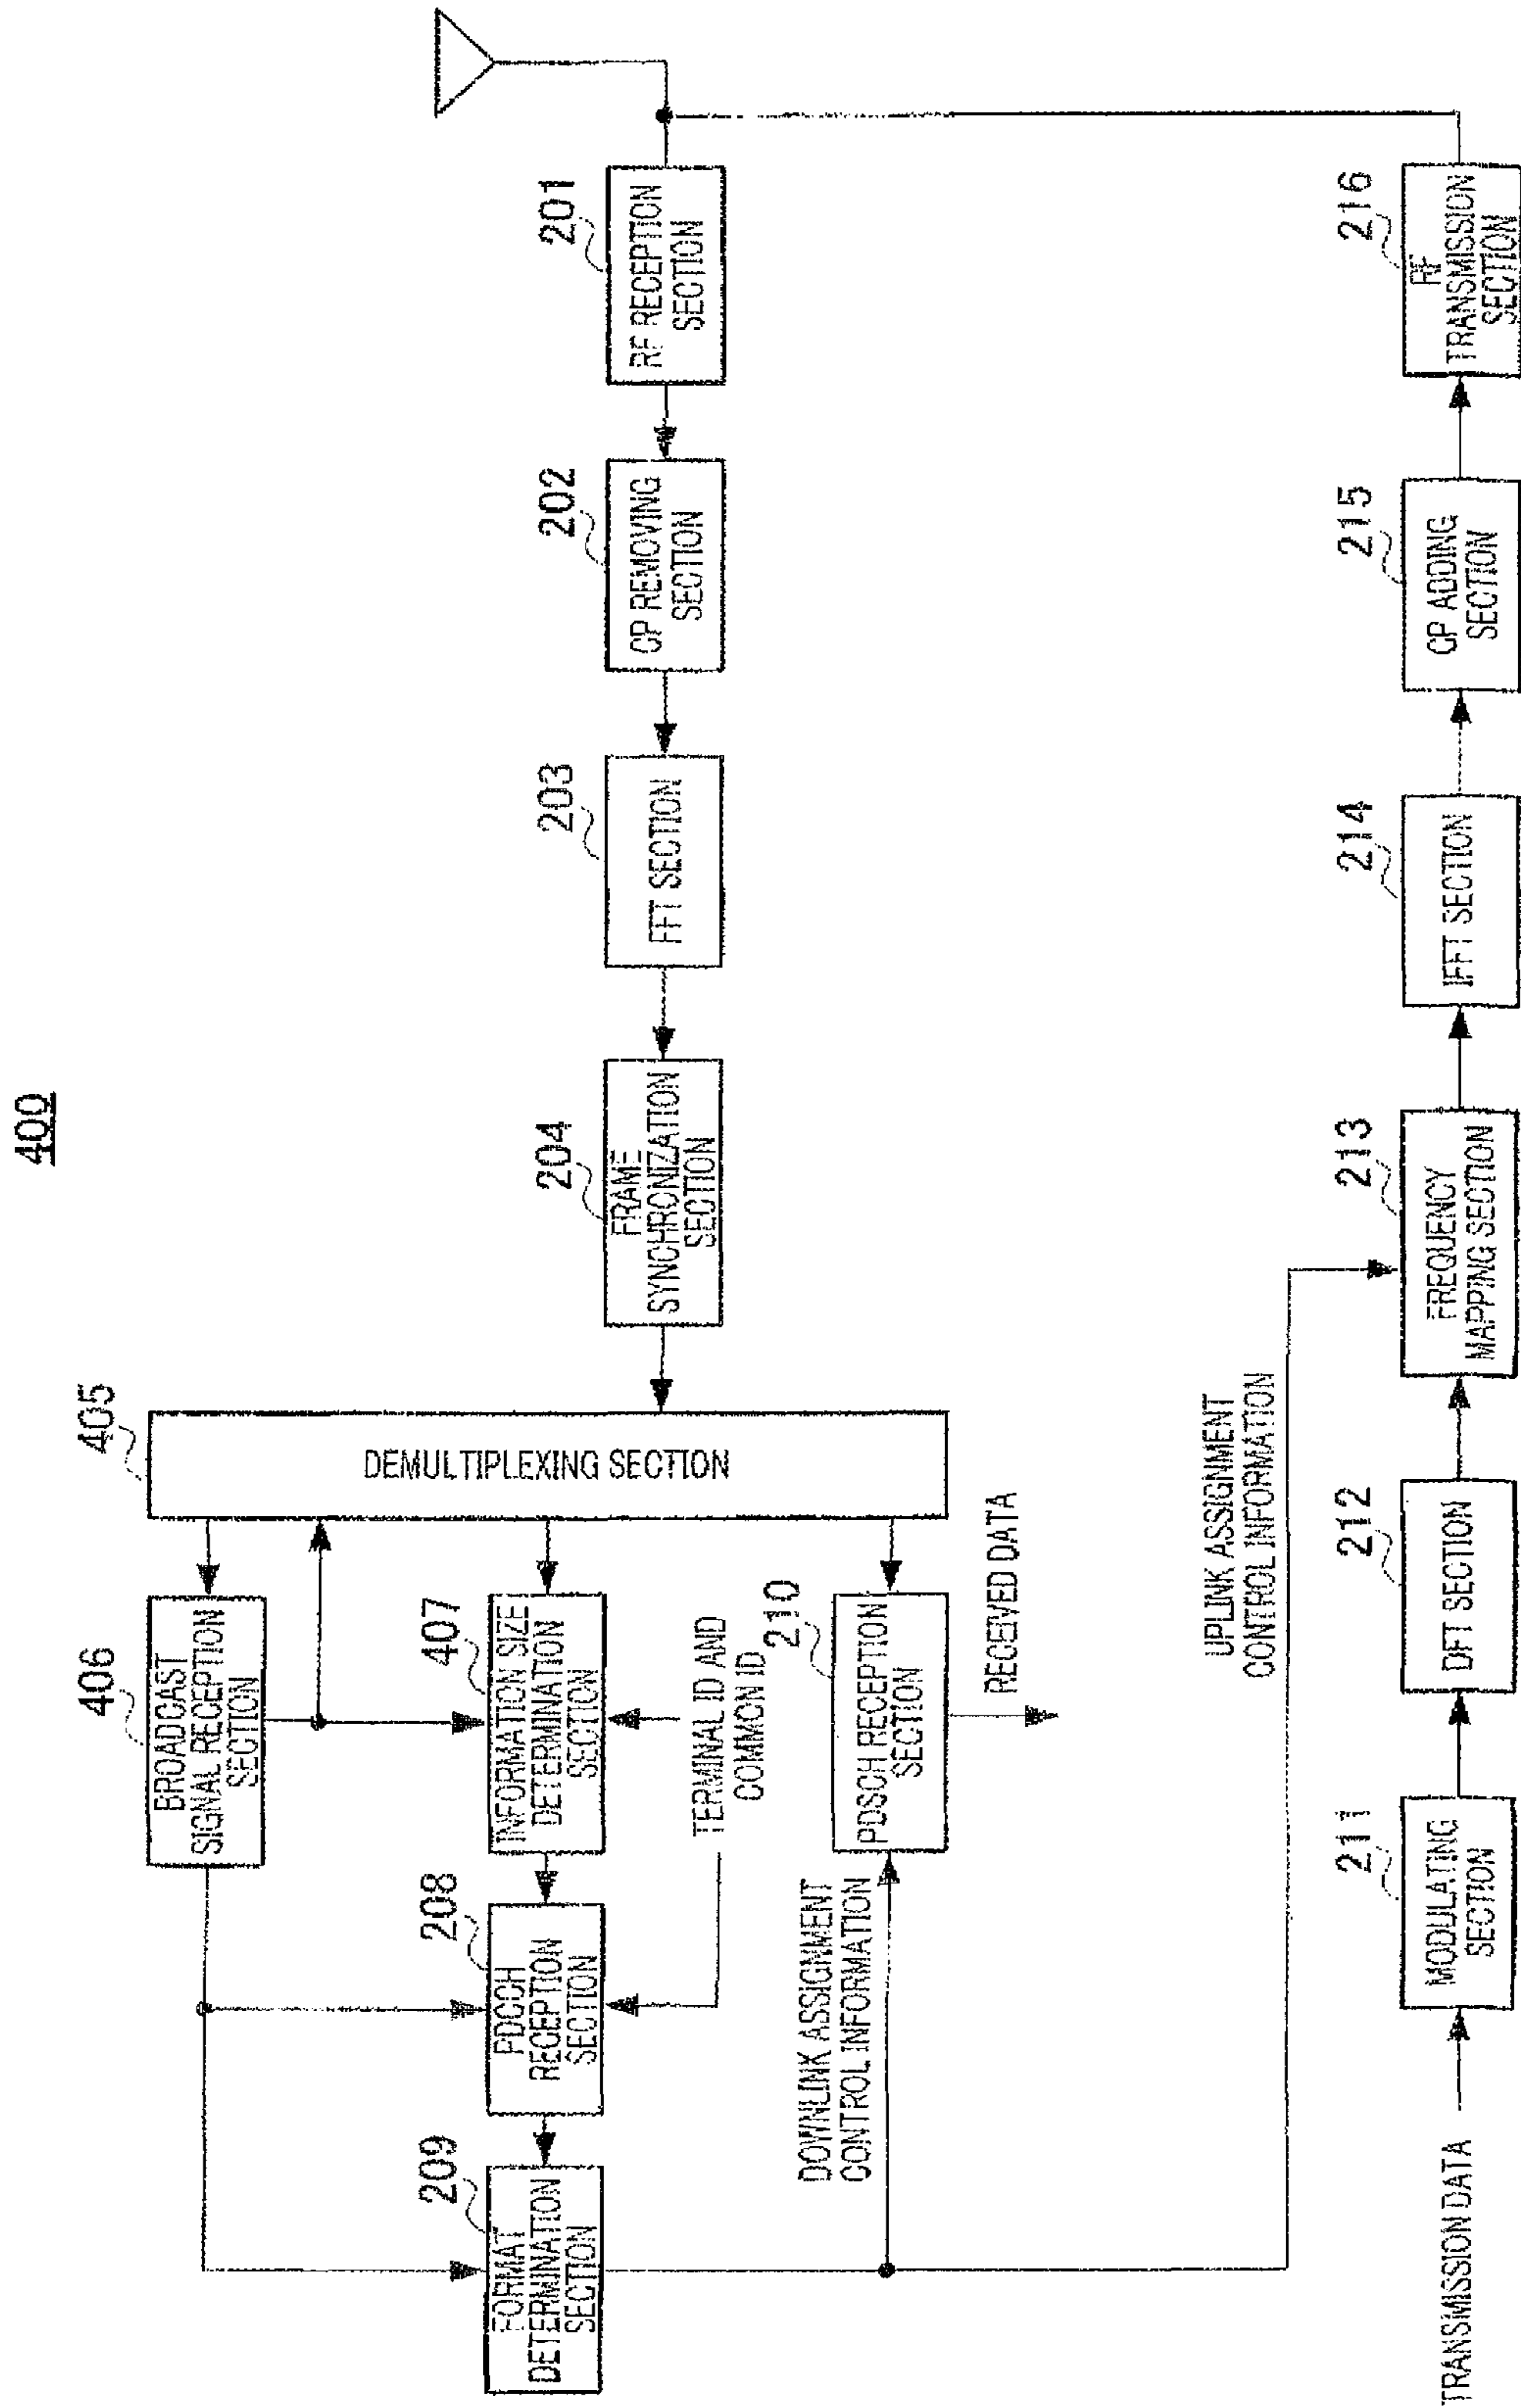 400
201
RF RECEPTION
SECTION
202
CP REMOVING
SECTION
203
FFT SECTION
204
FRAME
SYNCHRONIZATION
SECTION
405
DEMULTIPLEXING SECTION
406
BROADCAST
SIGNAL RECEPTION
SECTION
407
INFORMATION SIZE
DETERMINATION
SECTION
208
PDCCH
RECEPTION
SECTION
209
FORMAT
DETERMINATION
SECTION
TERMINAL ID AND
COMMON ID
210
PDSCH RECEPTION
SECTION
RECEIVED DATA
DOWNLINK ASSIGNMENT
CONTROL INFORMATION
UPLINK ASSIGNMENT
CONTROL INFORMATION
TRANSMISSION DATA
211
MODULATING
SECTION
212
DFT SECTION
213
FREQUENCY
MAPPING SECTION
214
IFFT SECTION
215
CP ADDING
SECTION
216
RF
TRANSMISSION
SECTION